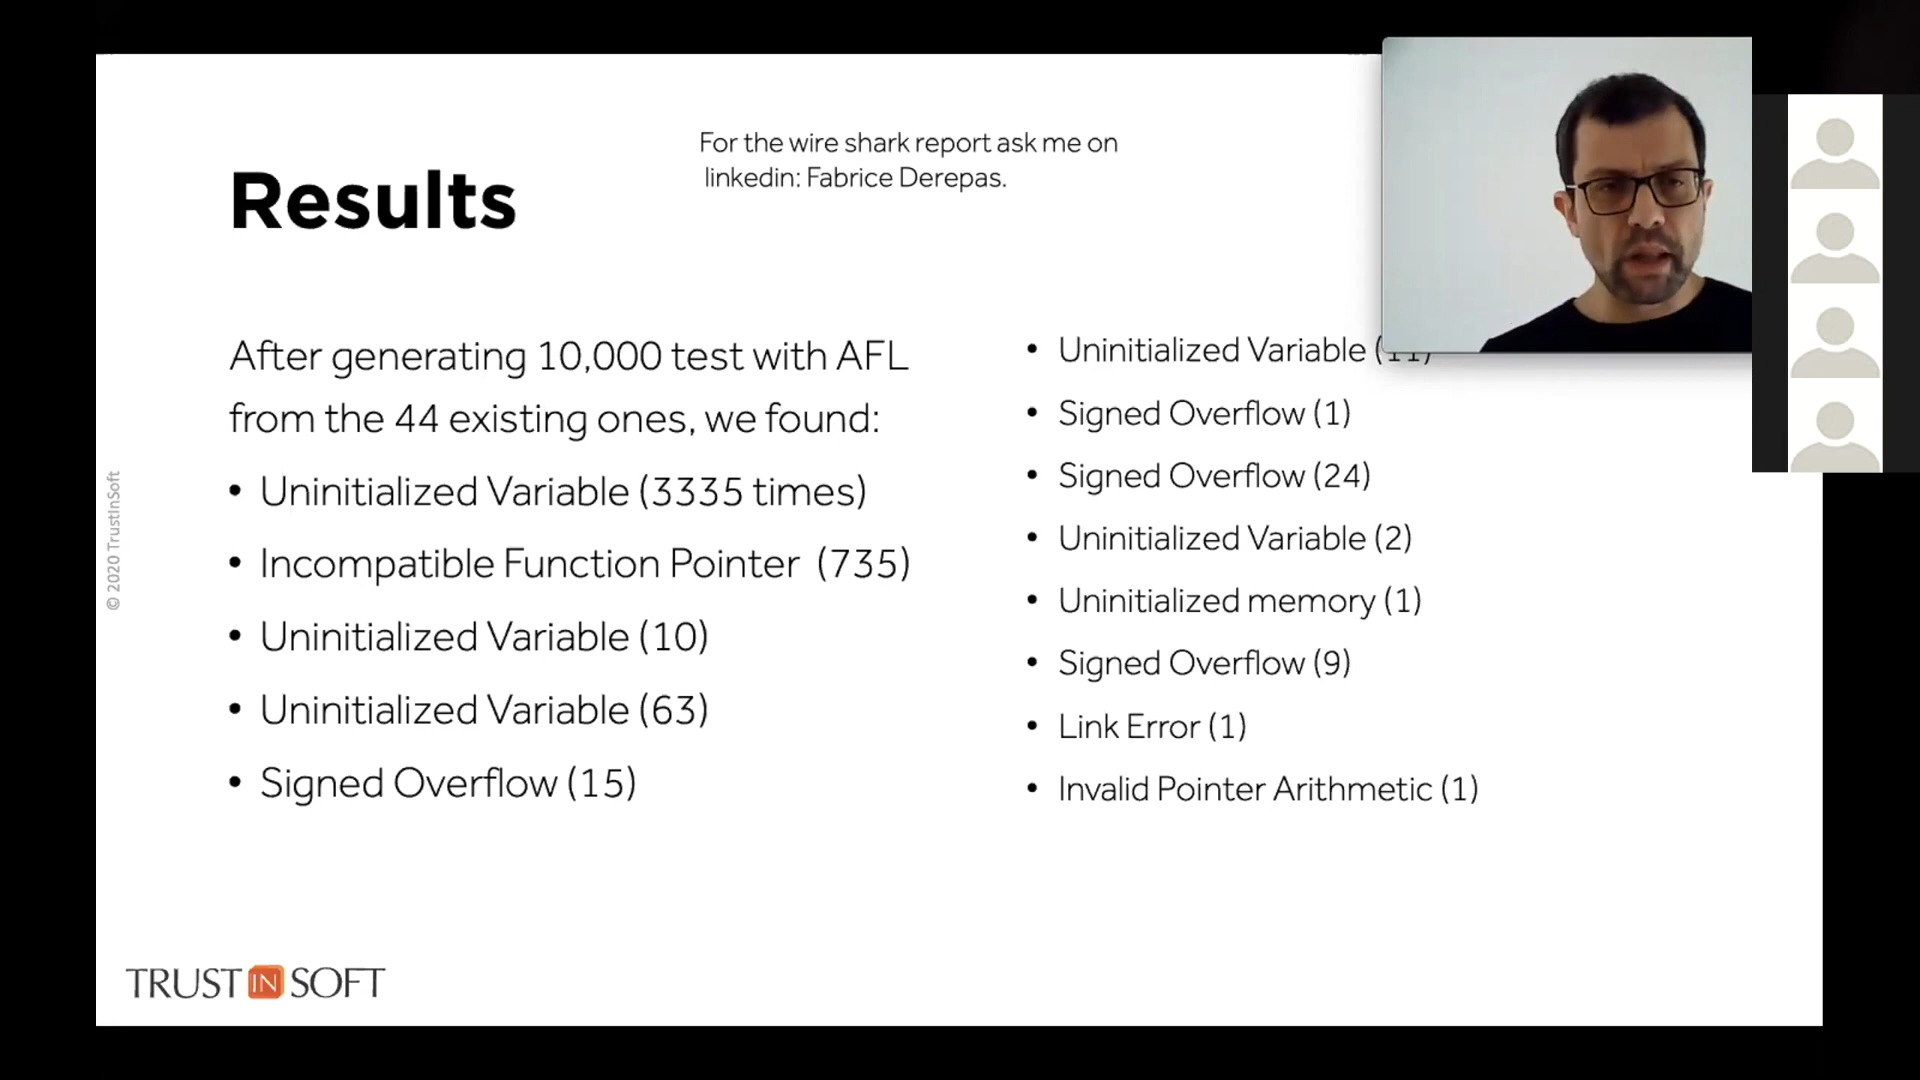 For the wire shark report ask me on
linkedin: Fabrice Derepas.
Results
After generating 10,000 test with AFL
from the 44 existing ones, we found:
• Uninitialized Variable (3335 times)
• Incompatible Function Pointer (735)
• Uninitialized Variable (10)
• Uninitialized Variable (63)
• Signed Overflow (15)
• Uninitialized Variable (11)
• Signed Overflow (1)
• Signed Overflow (24)
• Uninitialized Variable (2)
• Uninitialized memory (1)
• Signed Overflow (9)
• Link Error (1)
• Invalid Pointer Arithmetic (1)
© 2020 TrustInSoft
TRUST IN SOFT